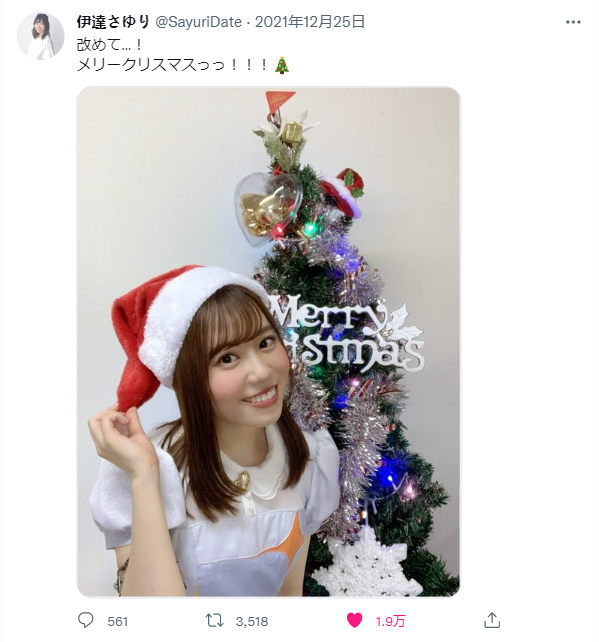 伊達さゆり @SayuriDate · 2021年12月25日
改めて...！
メリークリスマスっっ！！！🎄
Merry
istmas
561
3,518
1.9万